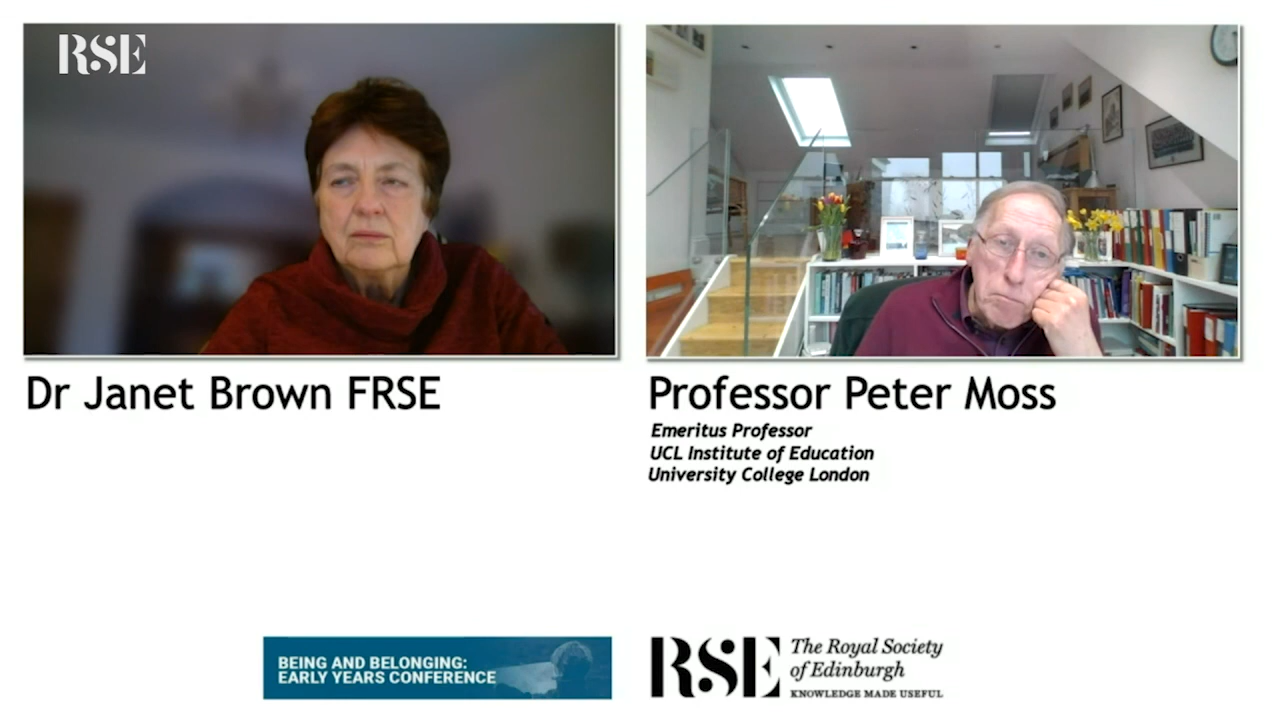 RSE
Dr Janet Brown FRSE
Professor Peter Moss
Emeritus Professor
UCL Institute of Education
University College London
BEING AND BELONGING:
EARLY YEARS CONFERENCE
RSE
The Royal Society
of Edinburgh
KNOWLEDGE MADE USEFUL